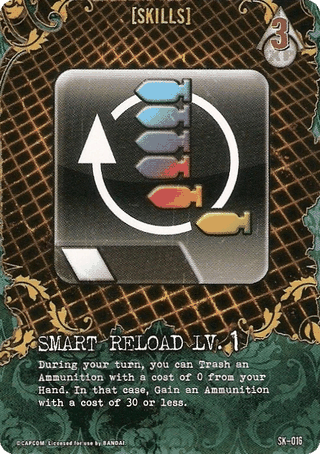 [SKILLS]
3
XP
SMART RELOAD LV. 1
During your turn, you can Trash an
Ammunition with a cost of 0 from your
Hand. In that case, Gain an Ammunition
with a cost of 30 or less.
©CAPCOM. Licensed for use by BANDAI
SK-016